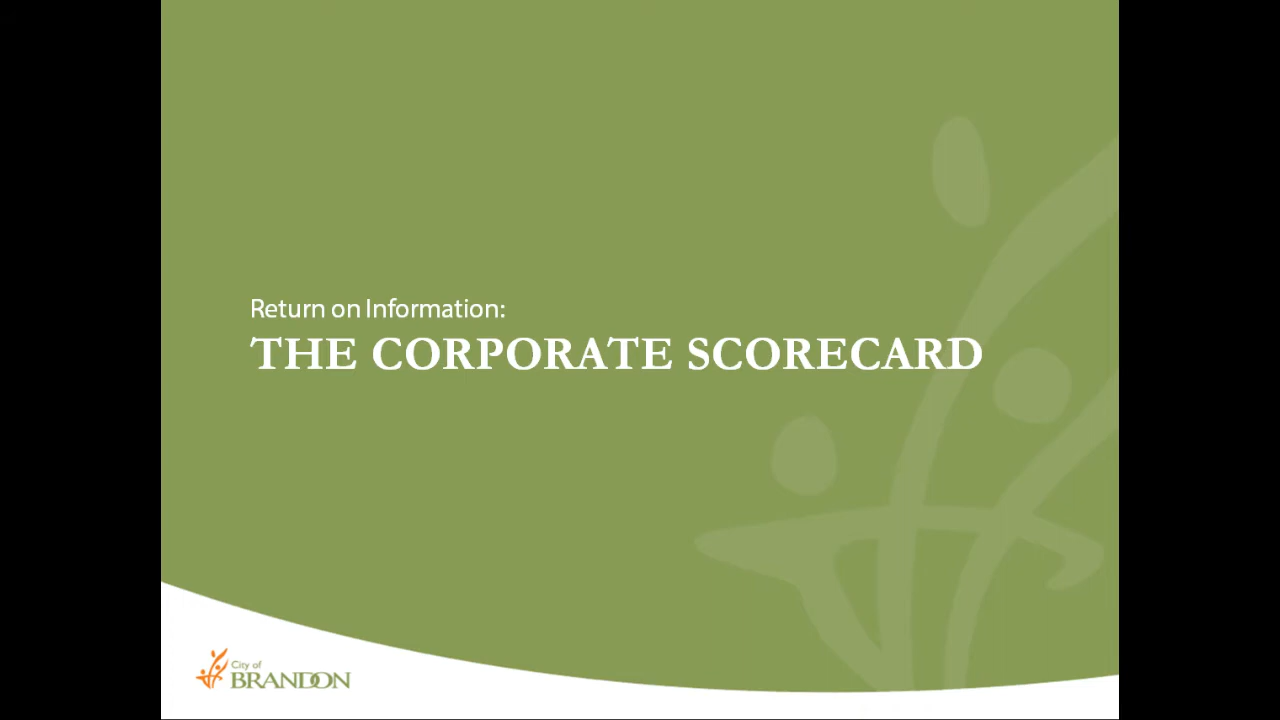 Return on Information:
THE CORPORATE SCORECARD
City of
BRANDON